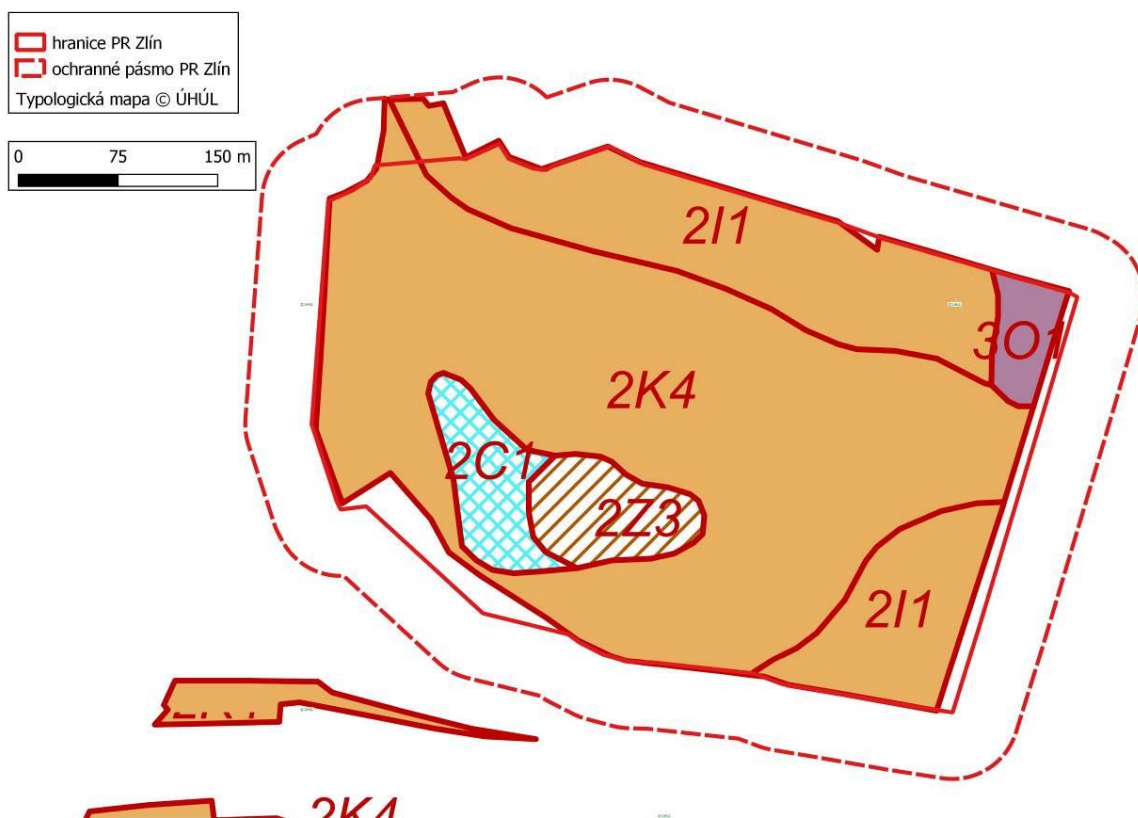 hranice PR Zlín
ochranné pásmo PR Zlín
Typologická mapa © ÚHÚL
0 75 150 m
2I1
3O1
2K4
2C1
2Z3
2I1
2K4